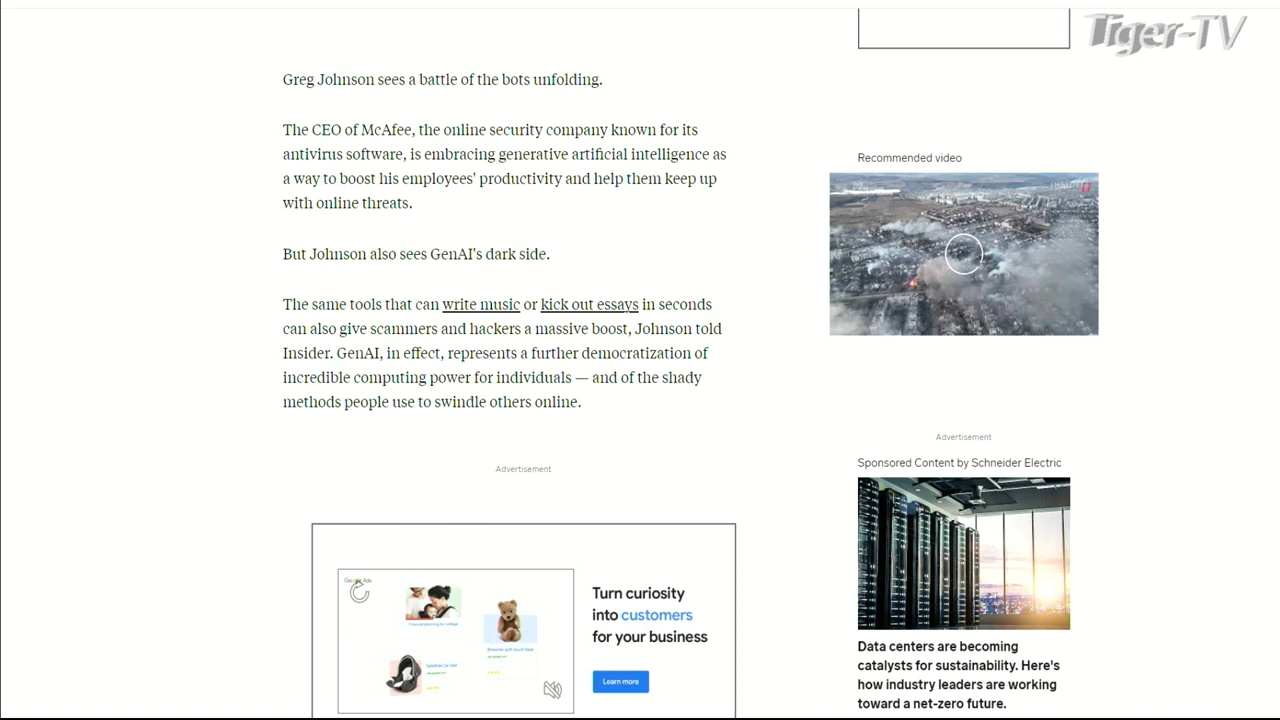 Tiger-TV
Greg Johnson sees a battle of the bots unfolding.
The CEO of McAfee, the online security company known for its
antivirus software, is embracing generative artificial intelligence as
a way to boost his employees' productivity and help them keep up
with online threats.
But Johnson also sees GenAI's dark side.
The same tools that can write music or kick out essays in seconds
can also give scammers and hackers a massive boost, Johnson told
Insider. GenAI, in effect, represents a further democratization of
incredible computing power for individuals — and of the shady
methods people use to swindle others online.
Advertisement
Google Ads
Financial planning for college
Turn curiosity
into customers
for your business
Learn more
Recommended video
Advertisement
Sponsored Content by Schneider Electric
Data centers are becoming
catalysts for sustainability. Here's
how industry leaders are working
toward a net-zero future.